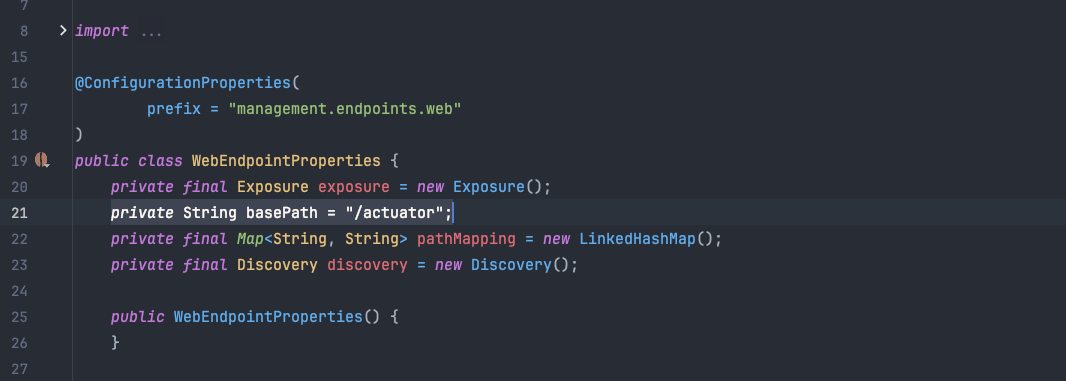 7
8 import ...
15
16 @ConfigurationProperties(
17 prefix = "management.endpoints.web"
18 )
19 public class WebEndpointProperties {
20 private final Exposure exposure = new Exposure();
21 private String basePath = "/actuator";
22 private final Map<String, String> pathMapping = new LinkedHashMap();
23 private final Discovery discovery = new Discovery();
24
25 public WebEndpointProperties() {
26 }
27